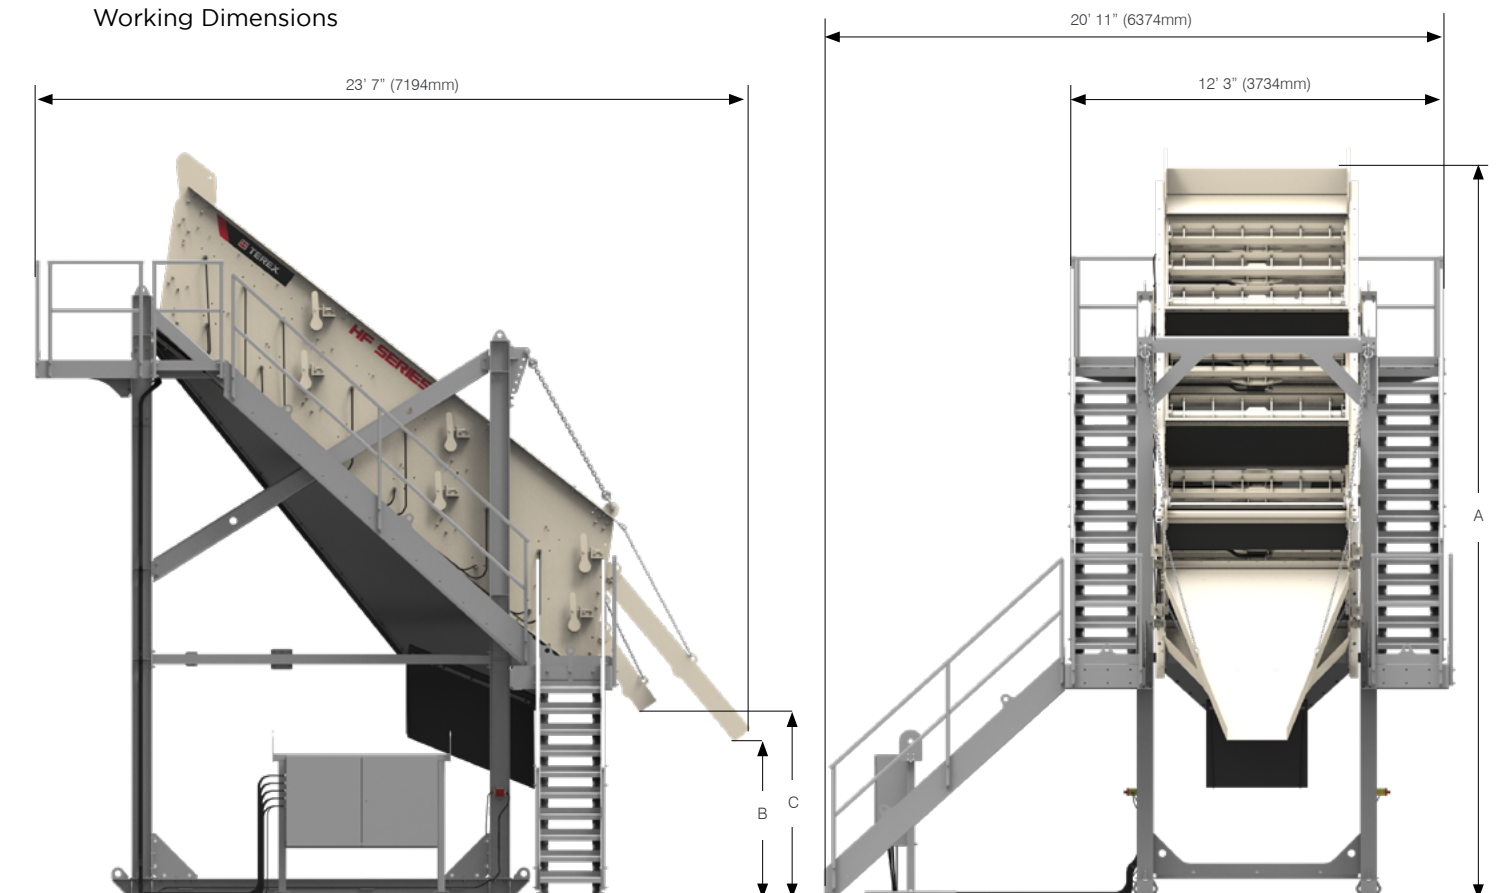 Working Dimensions
20' 11" (6374mm)
23' 7" (7194mm)
12' 3" (3734mm)
TEREX
HF SERIES
A
B
C